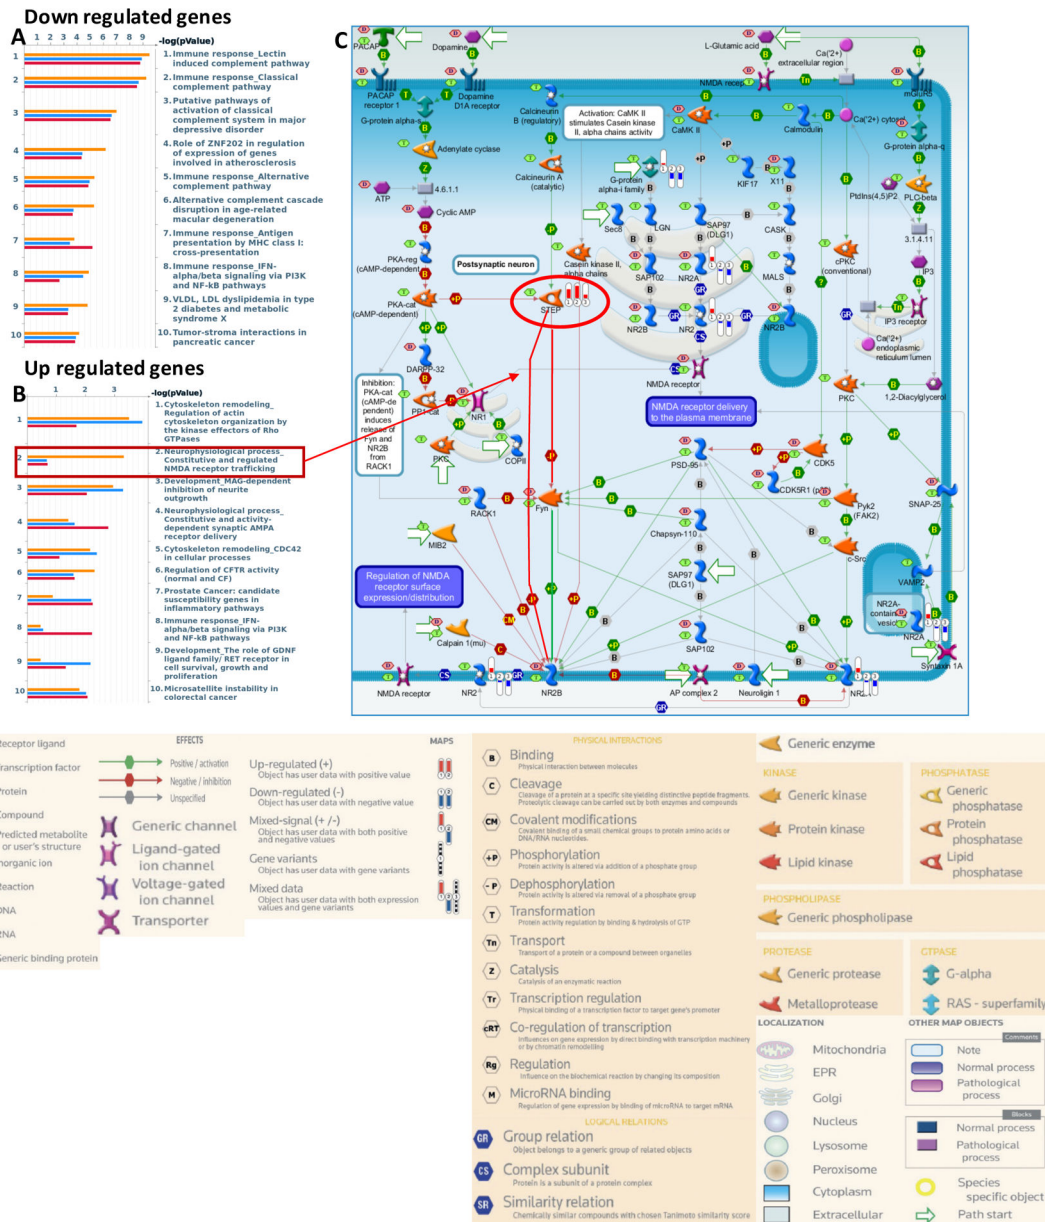 Down regulated genes
A
1 2 3 4 5 6 7 8 9
-log(pValue)
1. Immune response_Lectin
induced complement pathway
2. Immune response_Classical
complement pathway
3. Putative pathways of
activation of classical
complement system in major
depressive disorder
4. Role of ZNF202 in regulation
of expression of genes
involved in atherosclerosis
5. Immune response_Alternative
complement pathway
6. Alternative complement cascade
disruption in age-related
macular degeneration
7. Immune response_Antigen
presentation by MHC class I:
cross-presentation
8. Immune response_IFN-
alpha/beta signaling via PI3K
and NF-kB pathways
9. VLDL, LDL dyslipidemia in type
2 diabetes and metabolic
syndrome X
10. Tumor-stroma interactions in
pancreatic cancer
Up regulated genes
B
1 2 3
-log(pValue)
1. Cytoskeleton remodeling_
Regulation of actin
cytoskeleton organization by
the kinase effectors of Rho
GTPases
2. Neurophysiological process_
Constitutive and regulated
NMDA receptor trafficking
3. Development_MAG-dependent
inhibition of neurite
outgrowth
4. Neurophysiological process_
Constitutive and activity-
dependent synaptic AMPA
receptor delivery
5. Cytoskeleton remodeling_CDC42
in cellular processes
6. Regulation of CFTR activity
(normal and CF)
7. Prostate Cancer: candidate
susceptibility genes in
inflammatory pathways
8. Immune response_IFN-
alpha/beta signaling via PI3K
and NF-kB pathways
9. Development_The role of GDNF
ligand family/ RET receptor in
cell survival, growth and
proliferation
10. Microsatellite instability in
colorectal cancer
C
PACAP
Dopamine
L-Glutamic acid
Ca('2+)
extracellular region
NMDA receptor
PACAP
receptor 1
Dopamine
D1A receptor
mGluR5
G-protein alpha-s
Calcineurin
B (regulatory)
Activation: CaMK II
stimulates Casein kinase
II, alpha chains activity
CaMK II
Calmodulin
Ca('2+) cytosol
G-protein alpha-q
Adenylate cyclase
Calcineurin A
(catalytic)
G-protein
alpha-i family
KIF17
X11
PtdIns(4,5)P2
PLC-beta
ATP
4.6.1.1
Cyclic AMP
Sec8
LGN
SAP97
(DLG1)
CASK
3.1.4.11
PKA-reg
(cAMP-dependent)
Postsynaptic neuron
Casein kinase II,
alpha chains
SAP102
NR2A
MALS
cPKC
(conventional)
IP3
PKA-cat
(cAMP-dependent)
STEP
NR2B
NR2
NR2B
IP3 receptor
Ca('2+)
endoplasmic
reticulum lumen
DARPP-32
NMDA receptor
Inhibition:
PKA-cat
(cAMP-de
pendent)
induces
release of
Fyn and
NR2B
from
RACK1
PP1-cat
NR1
PKC
COPII
NMDA receptor delivery
to the plasma membrane
PKC
1,2-Diacylglycerol
PSD-95
CDK5
CDK5R1
RACK1
Fyn
Pyk2
(FAK2)
SNAP-25
MIB2
Chapsyn-110
c-Src
Regulation of NMDA
receptor surface
expression/distribution
SAP97
(DLG1)
VAMP2
NR2A-
NR2A
Calpain 1(mu)
SAP102
Syntaxin 1A
NMDA receptor
NR2
NR2B
AP complex 2
Neuroligin 1
EFFECTS
Positive / activation
Negative / inhibition
Unspecified
Generic channel
Ligand-gated
ion channel
Voltage-gated
ion channel
Transporter
MAPS
Up-regulated (+)
Object has user data with positive value
Down-regulated (-)
Object has user data with negative value
Mixed-signal (+ /-)
Object has user data with both positive
and negative values
Gene variants
Object has user data with gene variants
Mixed data
Object has user data with both expression
values and gene variants
PHYSICAL INTERACTIONS
B Binding
Physical interaction between molecules
C Cleavage
Cleavage of a protein at a specific site yielding distinctive peptide fragments.
Proteolytic cleavage can be carried out by both enzymes and compounds
CM Covalent modifications
Covalent binding of a small chemical groups to protein amino acids or
DNA/RNA nucleotides.
+P Phosphorylation
Protein activity is altered via addition of a phosphate group
-P Dephosphorylation
Protein activity is altered via removal of a phosphate group
T Transformation
Protein activity regulation by binding & hydrolysis of GTP
Tn Transport
Transport of a protein or a compound between organelles
Z Catalysis
Catalysis of an enzymatic reaction
Tr Transcription regulation
Physical binding of a transcription factor to target gene's promoter
cRT Co-regulation of transcription
Influences on gene expression by direct binding with transcription machinery
or by chromatin remodelling
Rg Regulation
Influence on the biochemical reaction by changing its composition
M MicroRNA binding
Regulation of gene expression by binding of microRNA to target mRNA
LOGICAL RELATIONS
GR Group relation
Object belongs to a generic group of related objects
CS Complex subunit
Protein is a subunit of a protein complex
SR Similarity relation
Chemically similar compounds with chosen Tanimoto similarity score
Generic enzyme
KINASE
Generic kinase
Protein kinase
Lipid kinase
PHOSPHATASE
Generic
phosphatase
Protein
phosphatase
Lipid
phosphatase
PHOSPHOLIPASE
Generic phospholipase
PROTEASE
Generic protease
Metalloprotease
GTPASE
G-alpha
RAS - superfamily
LOCALIZATION
Mitochondria
EPR
Golgi
Nucleus
Lysosome
Peroxisome
Cytoplasm
Extracellular
OTHER MAP OBJECTS
Comments
Note
Normal process
Pathological
process
Blocks
Normal process
Pathological
process
Species
specific object
Path start